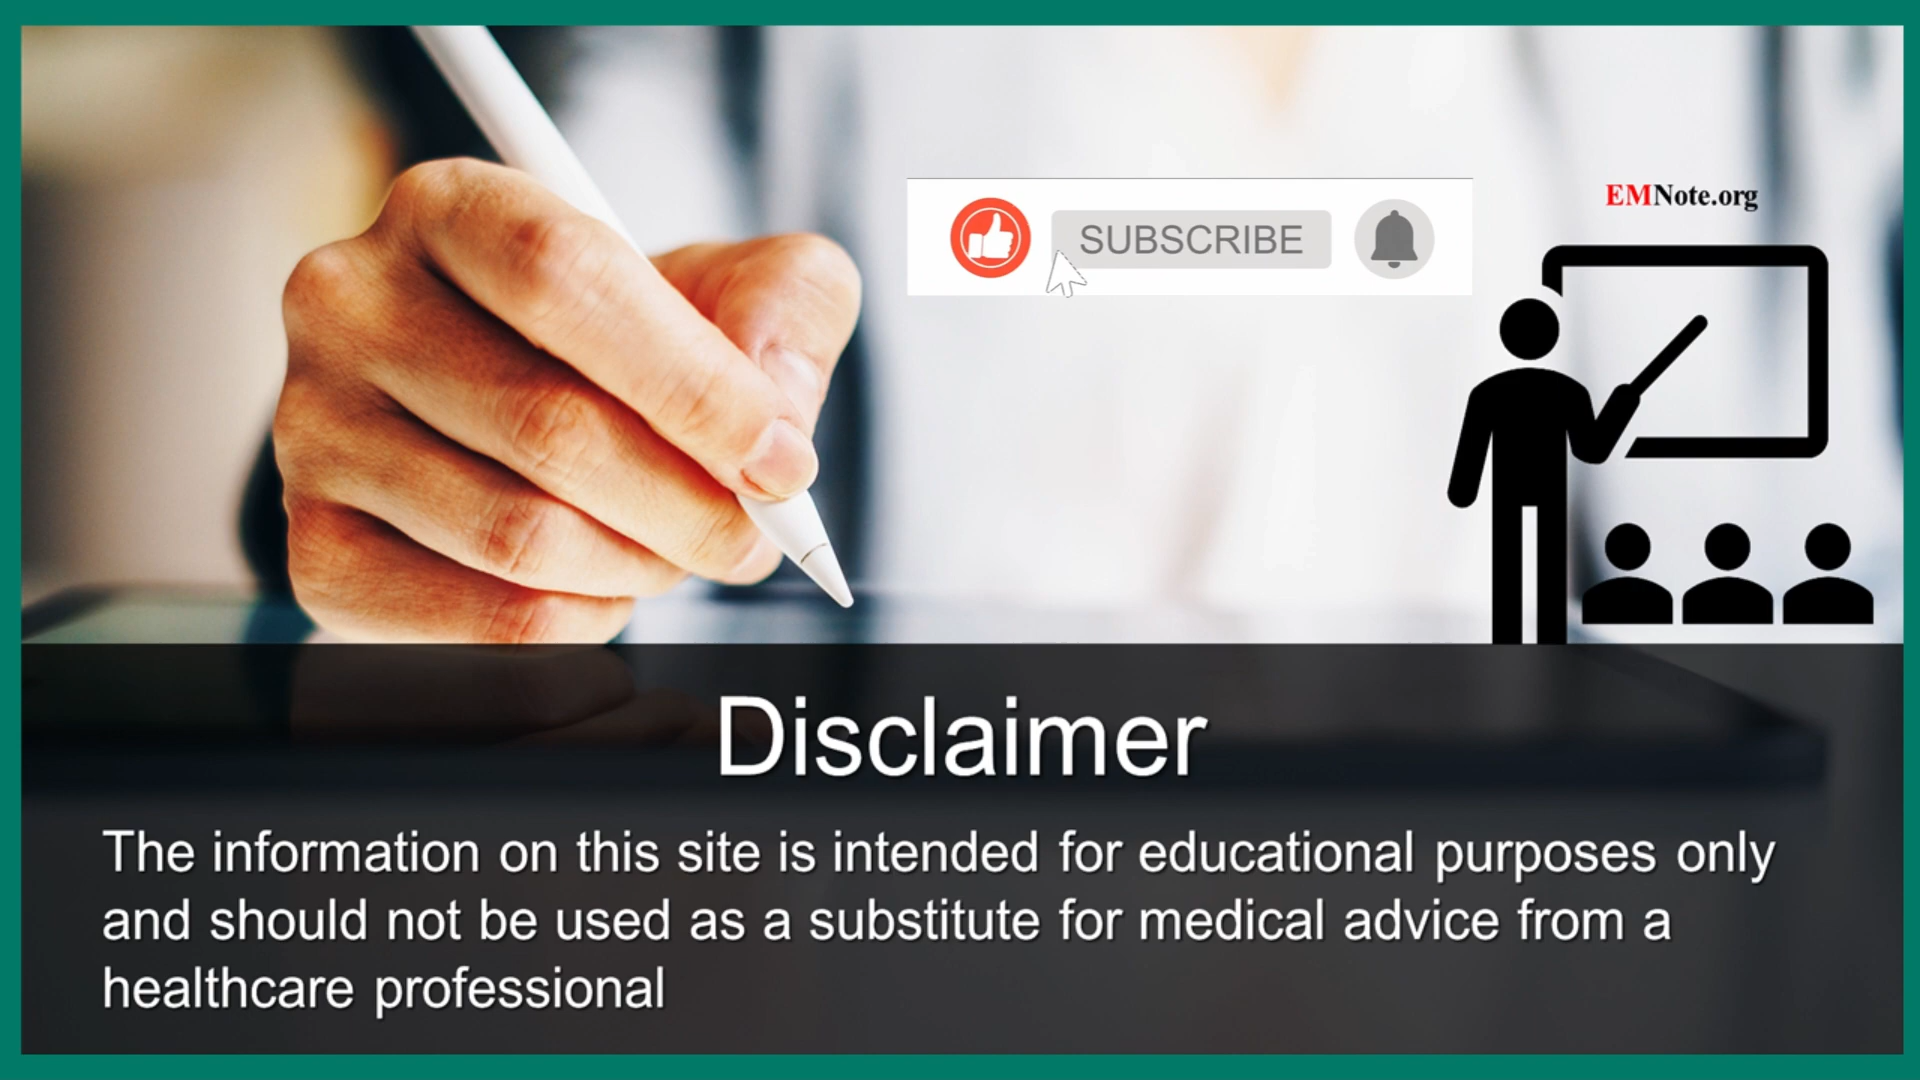 SUBSCRIBE
EMNote.org
Disclaimer
The information on this site is intended for educational purposes only
and should not be used as a substitute for medical advice from a
healthcare professional